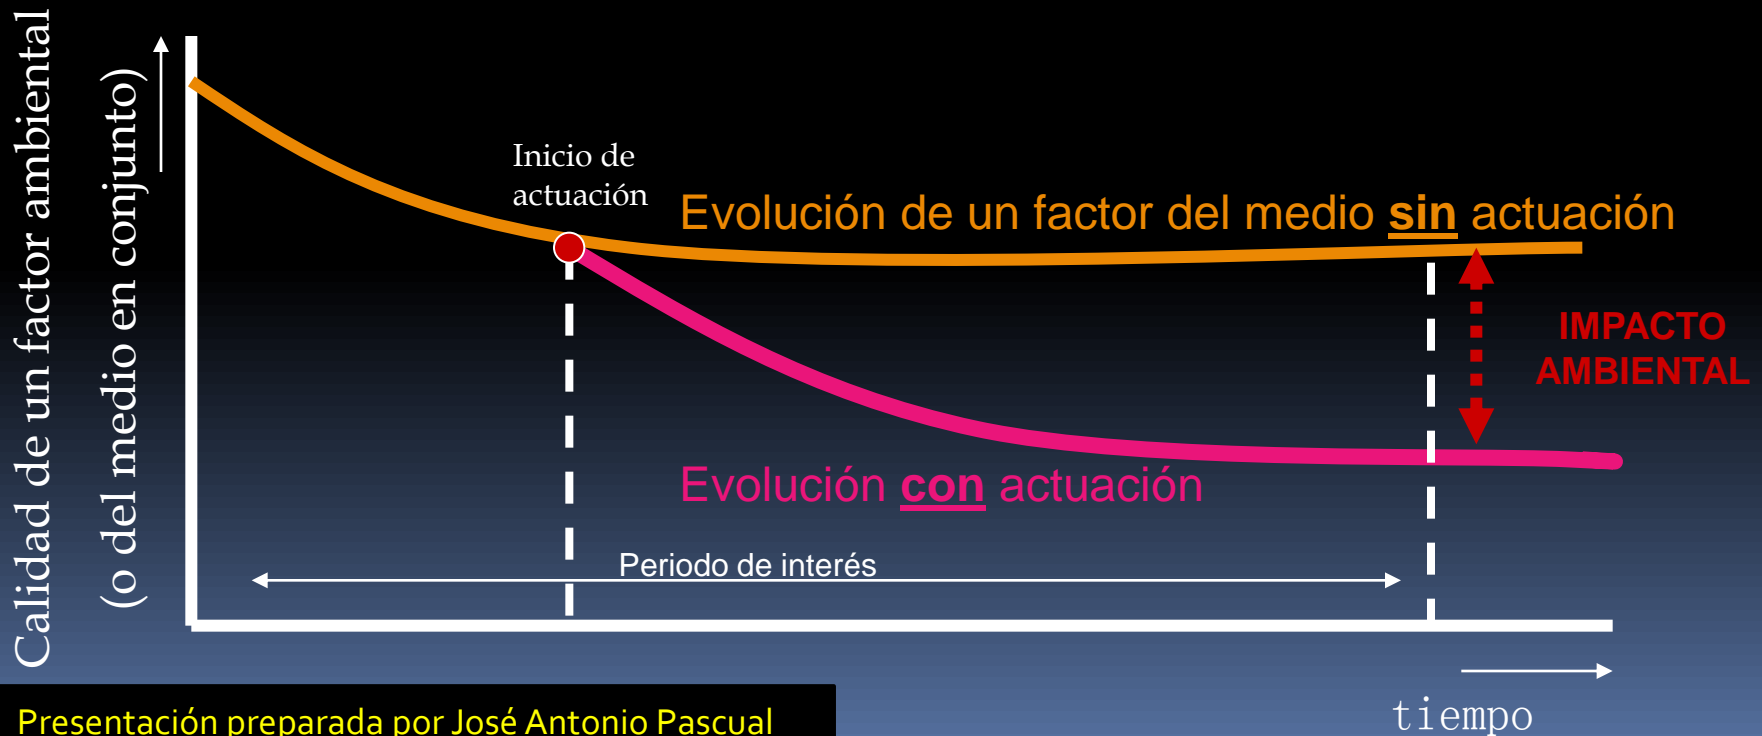 Calidad de un factor ambiental
(o del medio en conjunto)
Inicio de
actuación
Evolución de un factor del medio sin actuación
IMPACTO
AMBIENTAL
Evolución con actuación
Periodo de interés
tiempo
Presentación preparada por José Antonio Pascual